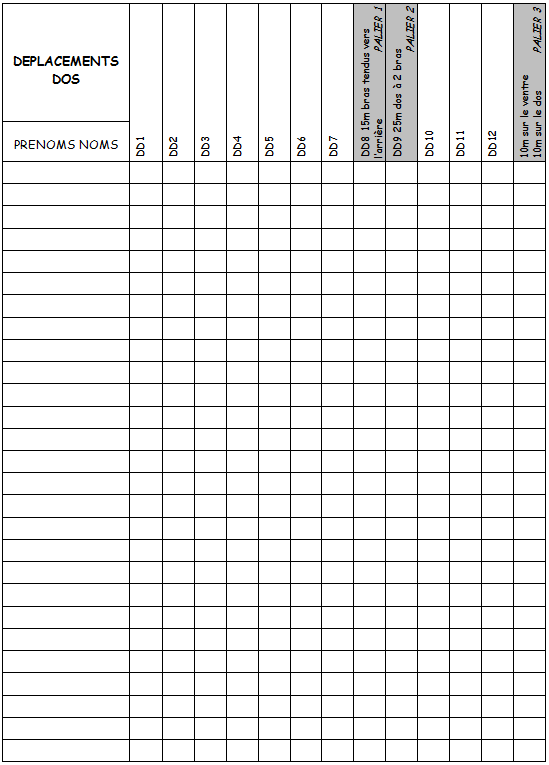 DEPLACEMENTS
DOS
PRENOMS NOMS
DD1
DD2
DD3
DD4
DD5
DD6
DD7
DD8 15m bras tendus vers
l'arrière PALIER 1
DD9 25m dos à 2 bras
PALIER 2
DD10
DD11
DD12
10m sur le ventre
10m sur le dos PALIER 3